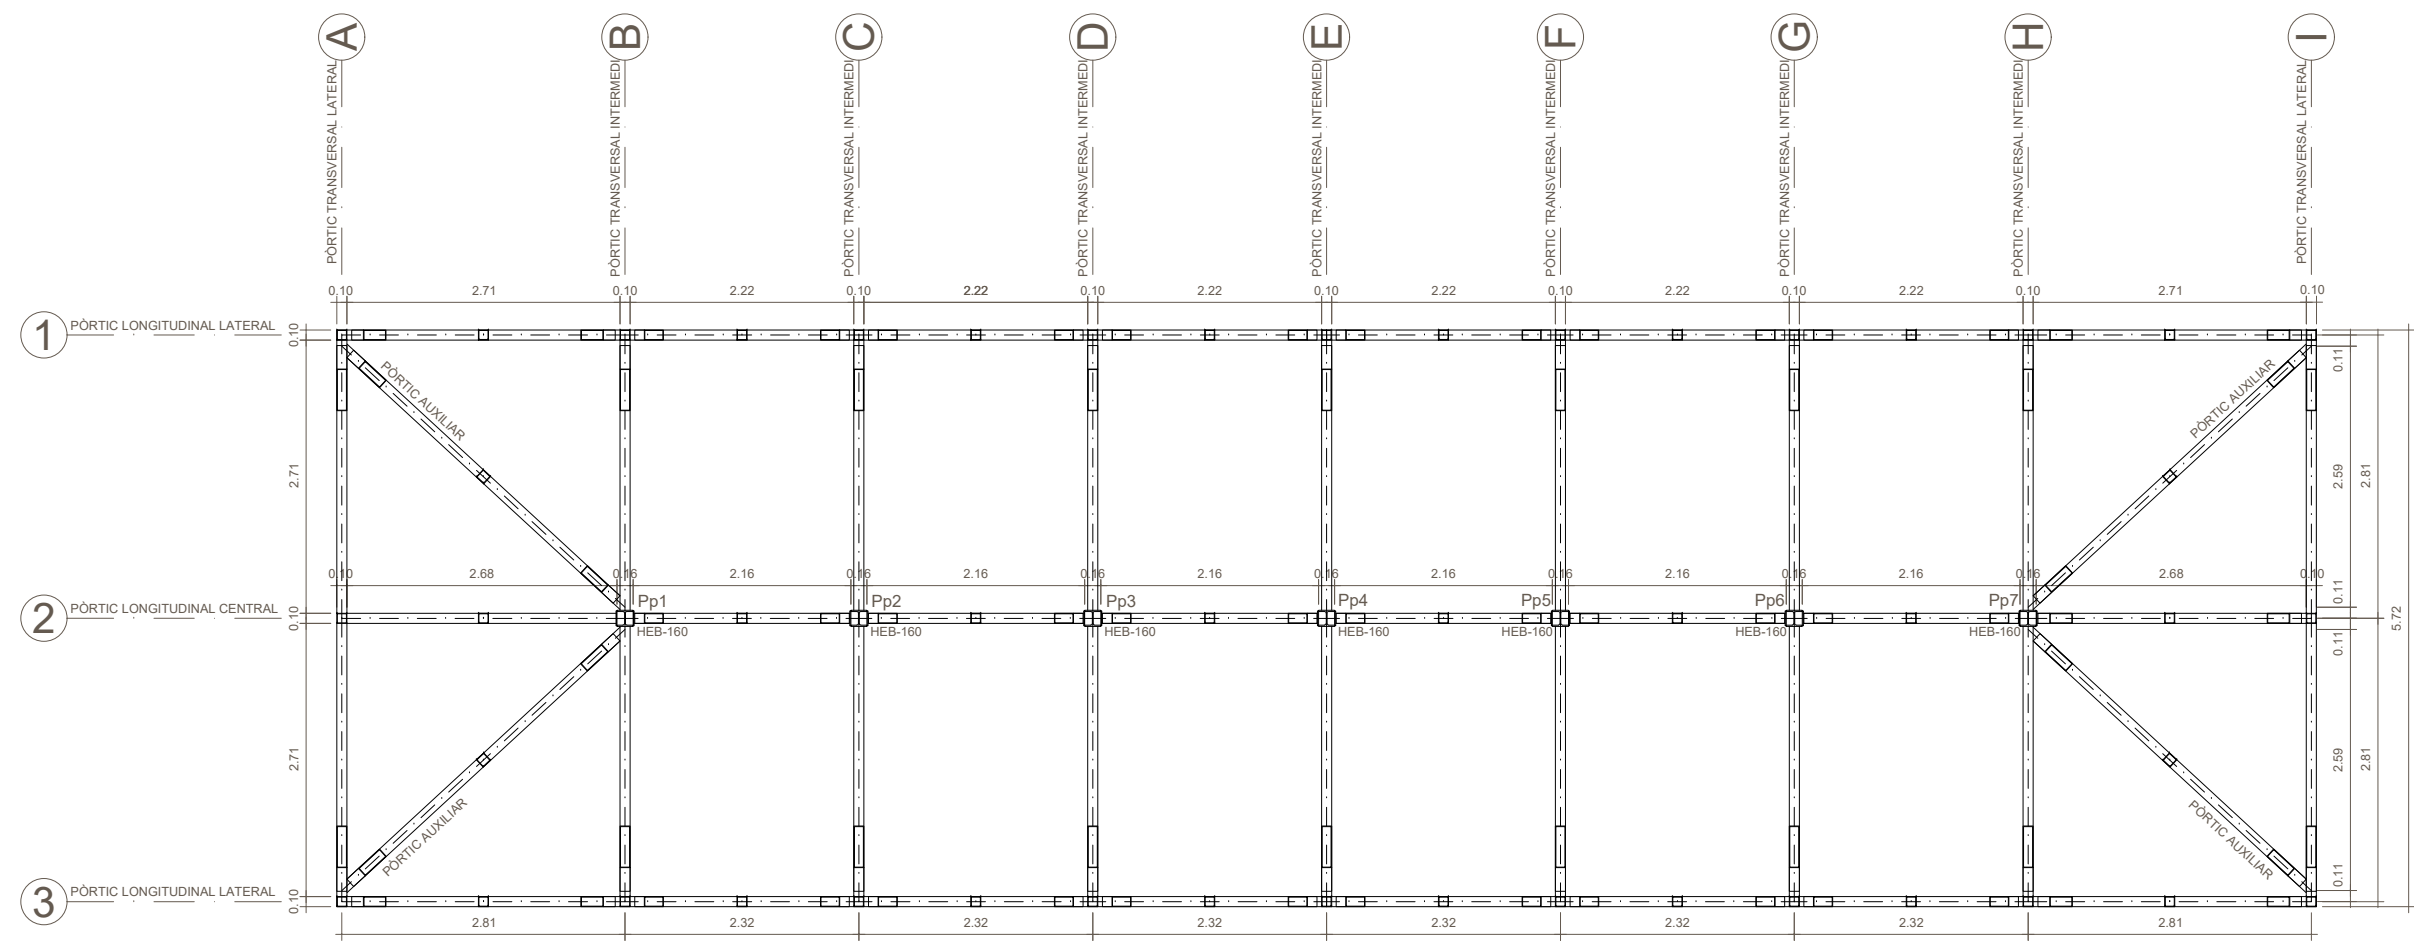 A
B
C
D
E
F
G
H
I
PÒRTIC TRANSVERSAL LATERAL
PÒRTIC TRANSVERSAL INTERMEDI
PÒRTIC TRANSVERSAL INTERMEDI
PÒRTIC TRANSVERSAL INTERMEDI
PÒRTIC TRANSVERSAL INTERMEDI
PÒRTIC TRANSVERSAL INTERMEDI
PÒRTIC TRANSVERSAL INTERMEDI
PÒRTIC TRANSVERSAL INTERMEDI
PÒRTIC TRANSVERSAL LATERAL
0.10 2.71 0.10 2.22 0.10 2.22 0.10 2.22 0.10 2.22 0.10 2.22 0.10 2.22 0.10 2.71 0.10
1 PÒRTIC LONGITUDINAL LATERAL
0.10
0.11
PÒRTIC AUXILIAR
PÒRTIC AUXILIAR
2.71
2.59
2.81
0.10 2.68 0.16 2.16 0.16 2.16 0.16 2.16 0.16 2.16 0.16 2.16 0.16 2.16 0.16 2.68 0.10
0.11
Pp1 Pp2 Pp3 Pp4 Pp5 Pp6 Pp7
2 PÒRTIC LONGITUDINAL CENTRAL
0.10
5.72
HEB-160 HEB-160 HEB-160 HEB-160 HEB-160 HEB-160 HEB-160
0.11
2.71
2.59
2.81
PÒRTIC AUXILIAR
PÒRTIC AUXILIAR
0.11
3 PÒRTIC LONGITUDINAL LATERAL
0.10
2.81 2.32 2.32 2.32 2.32 2.32 2.32 2.81